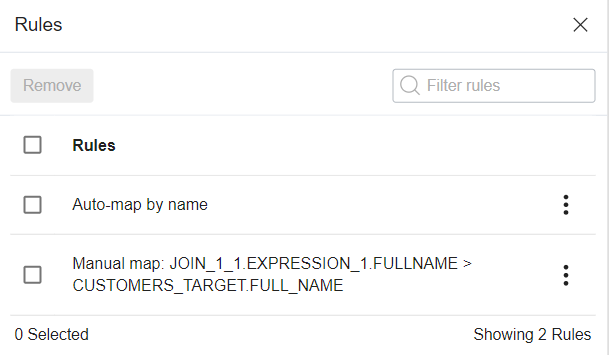 Rules
Remove
Filter rules
Rules
Auto-map by name
Manual map: JOIN_1_1.EXPRESSION_1.FULLNAME >
CUSTOMERS_TARGET.FULL_NAME
0 Selected
Showing 2 Rules